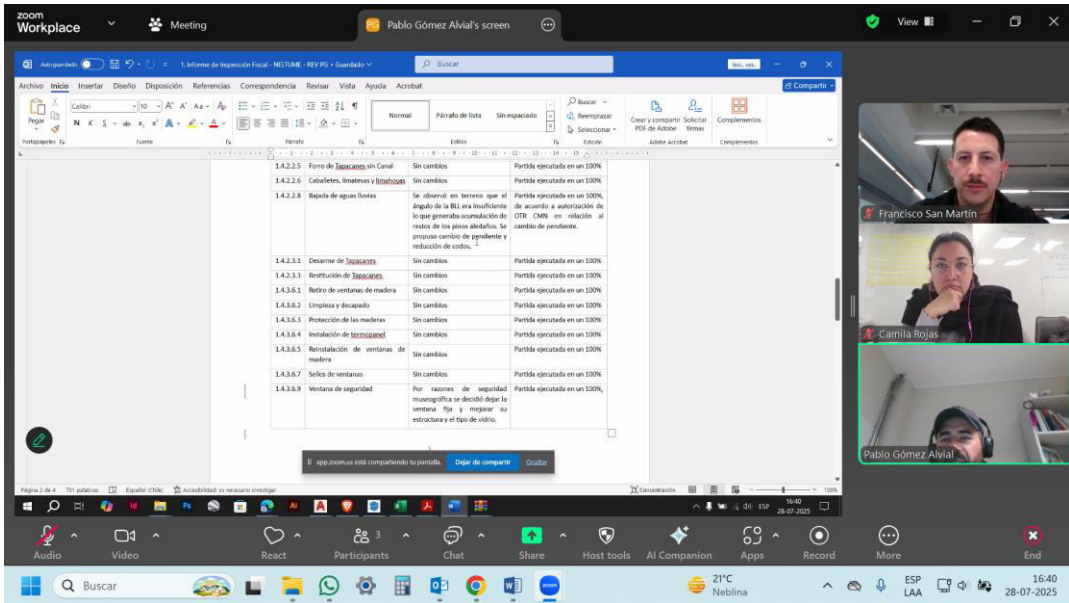 zoom
Workplace
Meeting
PG Pablo Gómez Alvial's screen
View
Autoguardado
1. Informe de Inspección Fiscal - NELTUME - REV PG • Guardado
Buscar
Inic. ses.
Archivo Inicio Insertar Diseño Disposición Referencias Correspondencia Revisar Vista Ayuda Acrobat
Compartir
Pegar
Calibri
10
N K S
Normal
Párrafo de lista
Sin espaciado
Buscar
Reemplazar
Seleccionar
Crear y compartir PDF de Adobe
Solicitar firmas
Complementos
Portapapeles
Fuente
Párrafo
Estilos
Edición
Adobe Acrobat
Complementos
1.4.2.2.5 Forro de Tapacanes sin Canal Sin cambios Partida ejecutada en un 100%
1.4.2.2.6 Caballetes, limatesas y limahoyas Sin cambios Partida ejecutada en un 100%
1.4.2.2.8 Bajada de aguas lluvias Se observó en terreno que el Partida ejecutada en un 100%,
ángulo de la BLL era insuficiente de acuerdo a autorización de
lo que generaba acumulación de OTR CMN en relación al
restos de los pinos aledaños. Se cambio de pendiente.
propuso cambio de pendiente y
reducción de codos.
1.4.2.3.1 Desarme de Tapacanes Sin cambios Partida ejecutada en un 100%
1.4.2.3.3 Restitución de Tapacanes Sin cambios Partida ejecutada en un 100%
1.4.3.6.1 Retiro de ventanas de madera Sin cambios Partida ejecutada en un 100%
1.4.3.6.2 Limpieza y decapado Sin cambios Partida ejecutada en un 100%
1.4.3.6.3 Protección de las maderas Sin cambios Partida ejecutada en un 100%
1.4.3.6.4 Instalación de termopanel Sin cambios Partida ejecutada en un 100%
1.4.3.6.5 Reinstalación de ventanas de Sin cambios Partida ejecutada en un 100%
madera
1.4.3.6.7 Sellos de ventanas Sin cambios Partida ejecutada en un 100%
1.4.3.6.9 Ventana de seguridad Por razones de seguridad Partida ejecutada en un 100%,
museográfica se decidió dejar la
ventana fija y mejorar su
estructura y el tipo de vidrio.
app.zoom.us está compartiendo tu pantalla. Dejar de compartir Ocultar
Página 2 de 4 701 palabras Español (Chile) Accesibilidad: es necesario investigar
Concentración
100%
ESP
16:40
28-07-2025
Francisco San Martín
Camila Rojas
Pablo Gómez Alvial
Audio Video React Participants 3 Chat Share Host tools AI Companion Apps Record More End
Buscar
21°C
Neblina
ESP
LAA
16:40
28-07-2025